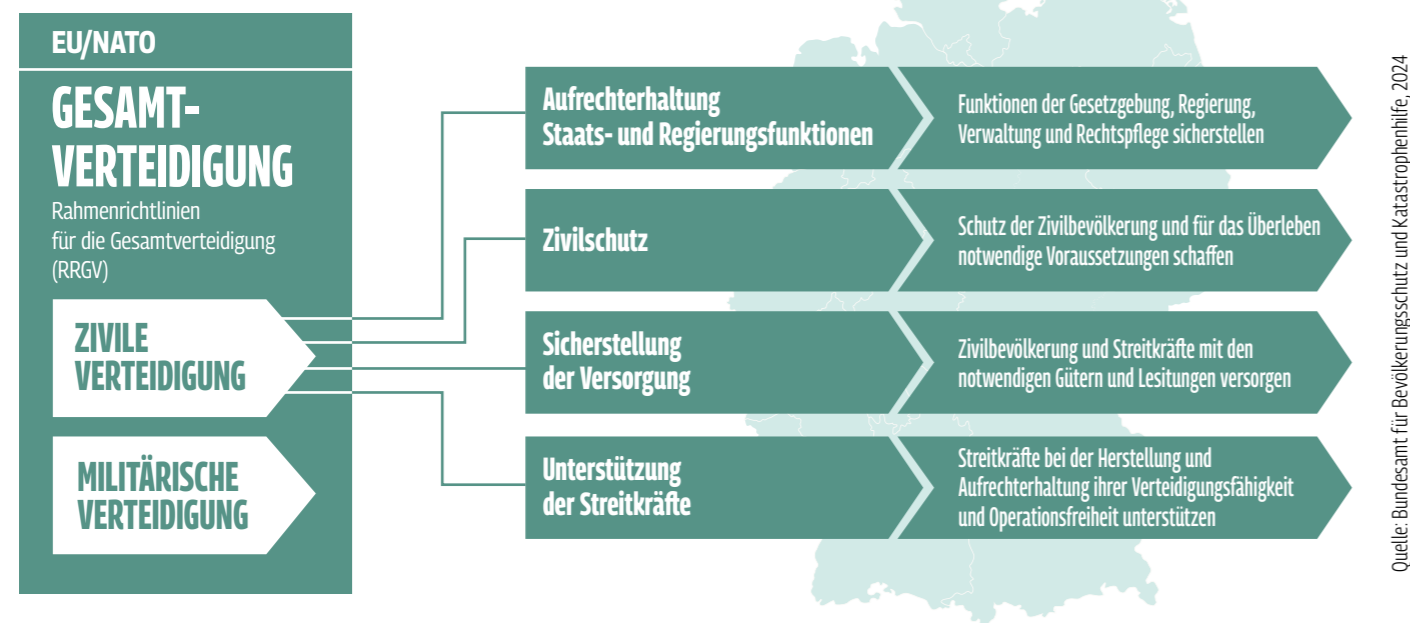 EU/NATO
GESAMT-
VERTEIDIGUNG
Rahmenrichtlinien
für die Gesamtverteidigung
(RRGV)
ZIVILE
VERTEIDIGUNG
MILITÄRISCHE
VERTEIDIGUNG
Aufrechterhaltung
Staats- und Regierungsfunktionen
Funktionen der Gesetzgebung, Regierung,
Verwaltung und Rechtspflege sicherstellen
Zivilschutz
Schutz der Zivilbevölkerung und für das Überleben
notwendige Voraussetzungen schaffen
Sicherstellung
der Versorgung
Zivilbevölkerung und Streitkräfte mit den
notwendigen Gütern und Lesitungen versorgen
Unterstützung
der Streitkräfte
Streitkräfte bei der Herstellung und
Aufrechterhaltung ihrer Verteidigungsfähigkeit
und Operationsfreiheit unterstützen
Quelle: Bundesamt für Bevölkerungsschutz und Katastrophenhilfe, 2024